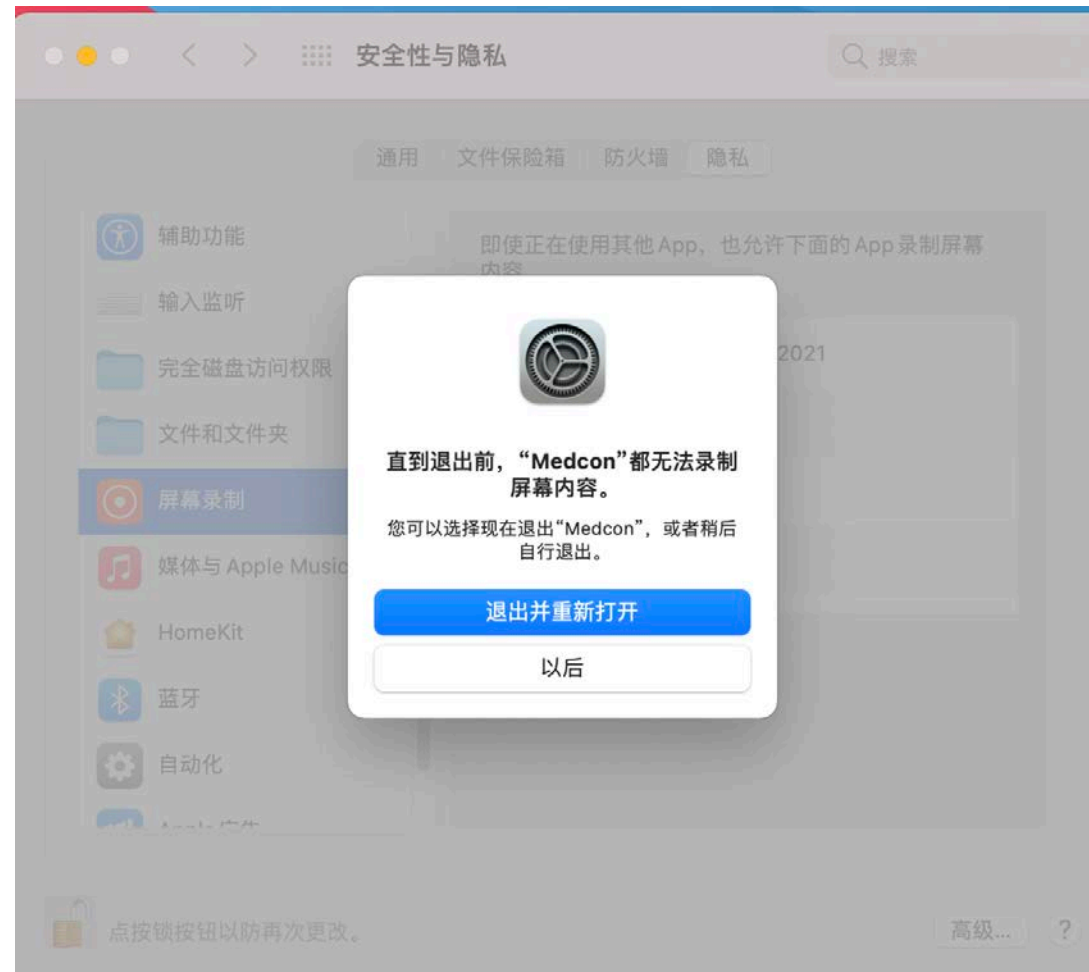 安全性与隐私
搜索
通用
文件保险箱
防火墙
隐私
辅助功能
输入监听
完全磁盘访问权限
文件和文件夹
屏幕录制
媒体与 Apple Music
HomeKit
蓝牙
自动化
即使正在使用其他 App，也允许下面的 App 录制屏幕
内容
2021
直到退出前，“Medcon”都无法录制
屏幕内容。
您可以选择现在退出“Medcon”，或者稍后
自行退出。
退出并重新打开
以后
点按锁按钮以防再次更改。
高级...
?